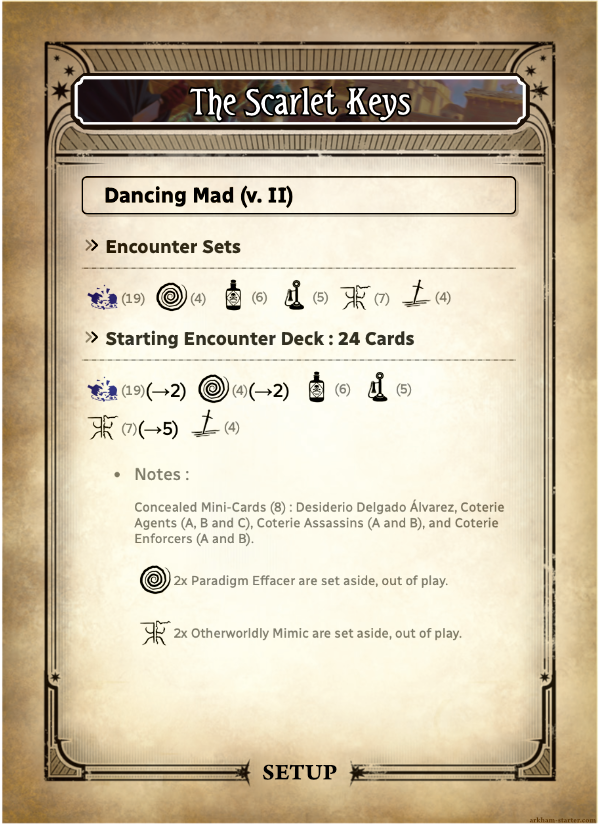 The Scarlet Keys
Dancing Mad (v. II)
Encounter Sets
(19) (4) (6) (5) (7) (4)
Starting Encounter Deck : 24 Cards
(19)(→2) (4)(→2) (6) (5)
(7)(→5) (4)
• Notes :
Concealed Mini-Cards (8) : Desiderio Delgado Álvarez, Coterie
Agents (A, B and C), Coterie Assassins (A and B), and Coterie
Enforcers (A and B).
2x Paradigm Effacer are set aside, out of play.
2x Otherworldly Mimic are set aside, out of play.
SETUP
arkham-starter.com